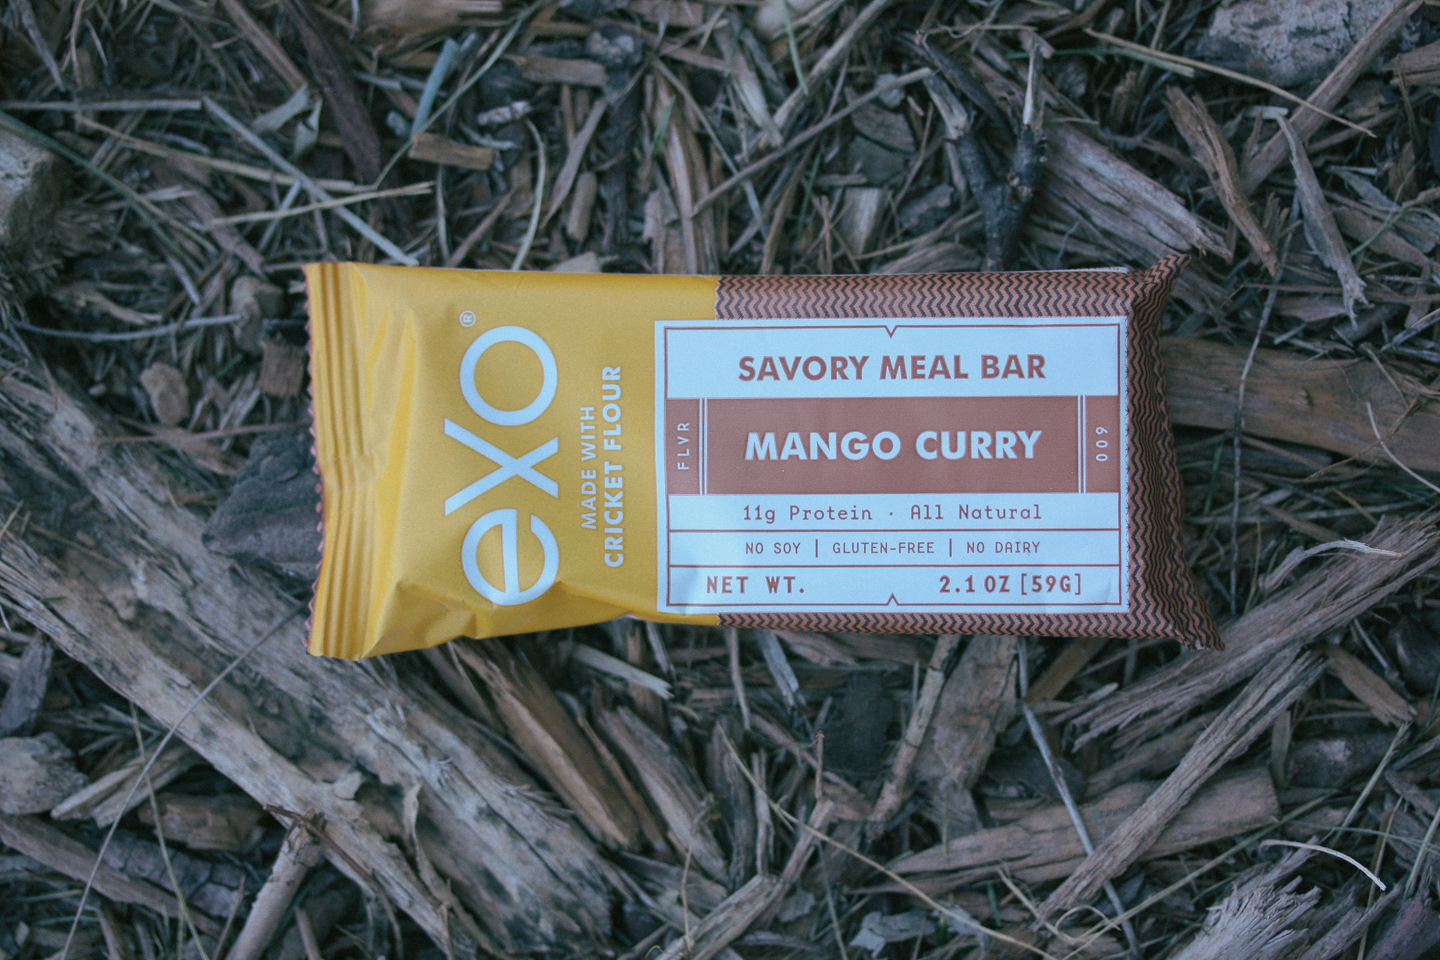 eXO®
MADE WITH
CRICKET FLOUR
SAVORY MEAL BAR
FLVR
MANGO CURRY
009
11g Protein · All Natural
NO SOY | GLUTEN-FREE | NO DAIRY
NET WT. 2.1 OZ [59G]